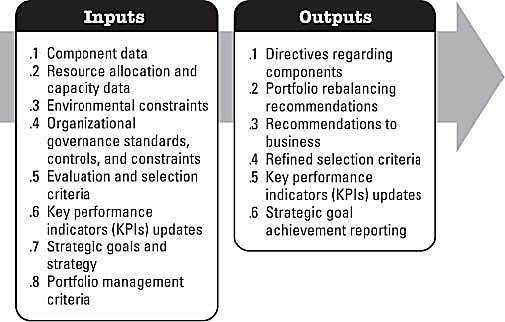 Inputs
.1 Component data
.2 Resource allocation and
capacity data
.3 Environmental constraints
.4 Organizational
governance standards,
controls, and constraints
.5 Evaluation and selection
criteria
.6 Key performance
indicators (KPIs) updates
.7 Strategic goals and
strategy
.8 Portfolio management
criteria
Outputs
.1 Directives regarding
components
.2 Portfolio rebalancing
recommendations
.3 Recommendations to
business
.4 Refined selection criteria
.5 Key performance
indicators (KPIs) updates
.6 Strategic goal
achievement reporting